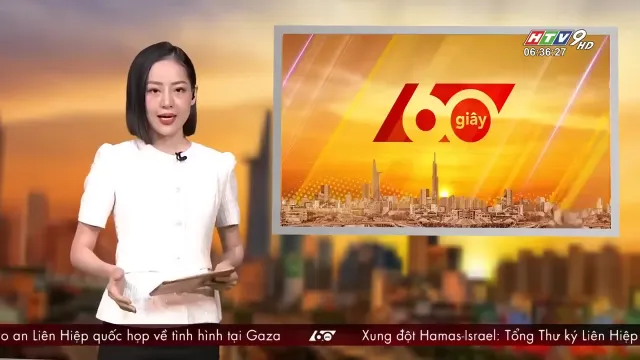 HTV9 HD
06:36:27
60
giây
o an Liên Hiệp quốc họp về tình hình tại Gaza 60 Xung đột Hamas-Israel: Tổng Thư ký Liên Hiệp